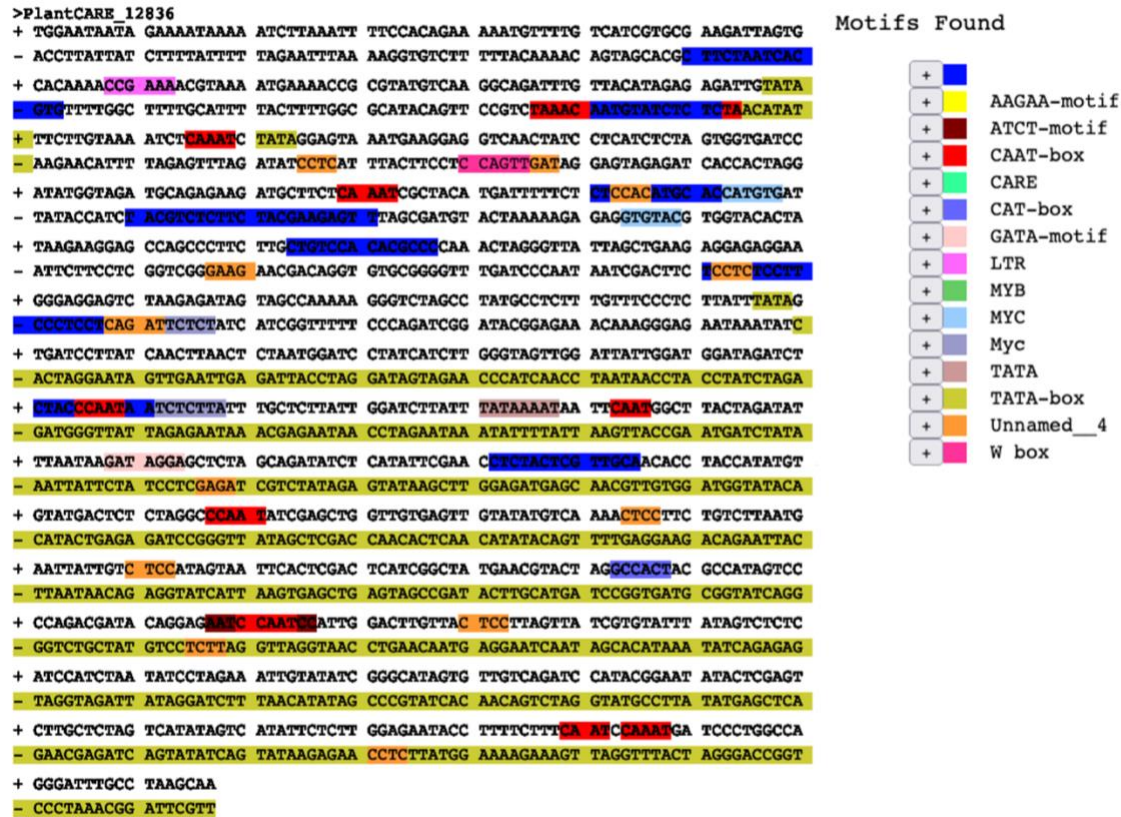 >PlantCARE_12836
+ TGGAATAATA GAAAATAAAA ATCTTAAATT TTCCACAGAA AAATGTTTTG TCATCGTGCG AAGATTAGTG
- ACCTTATTAT CTTTTATTTT TAGAATTTAA AAGGTGTCTT TTTACAAAAC AGTAGCACGC TTCTAATCAC
+ CACAAAACCG AAAACGTAAA ATGAAAACCG CGTATGTCAA GGCAGATTTG TTACATAGAG AGATTGTATA
- GTGTTTTGGC TTTTGCATTT TACTTTTGGC GCATACAGTT CCGTCTAAAC AATGTATCTC TCTAACATAT
+ TTCTTGTAAA ATCTCAAATC TATAGGAGTA AATGAAGGAG GTCAACTATC CTCATCTCTA GTGGTGATCC
- AAGAACATTT TAGAGTTTAG ATATCCTCAT TTACTTCCTC CAGTTGATAG GAGTAGAGAT CACCACTAGG
+ ATATGGTAGA TGCAGAGAAG ATGCTTCTCA AATCGCTACA TGATTTTTCT CTCCACATGC ACCATGTGAT
- TATACCATCT ACGTCTCTTC TACGAAGAGT TTAGCGATGT ACTAAAAAGA GAGGTGTACG TGGTACACTA
+ TAAGAAGGAG CCAGCCCTTC TTGCTGTCCA CACGCCCCAA ACTAGGGTTA TTAGCTGAAG AGGAGAGGAA
- ATTCTTCCTC GGTCGGGAAG AACGACAGGT GTGCGGGGTT TGATCCCAAT AATCGACTTC TCCTCTCCTT
+ GGGAGGAGTC TAAGAGATAG TAGCCAAAAA GGGTCTAGCC TATGCCTCTT TGTTTCCCTC TTATTTATAG
- CCCTCCTCAG ATTCTCTATC ATCGGTTTTT CCCAGATCGG ATACGGAGAA ACAAAGGGAG AATAAATATC
+ TGATCCTTAT CAACTTAACT CTAATGGATC CTATCATCTT GGGTAGTTGG ATTATTGGAT GGATAGATCT
- ACTAGGAATA GTTGAATTGA GATTACCTAG GATAGTAGAA CCCATCAACC TAATAACCTA CCTATCTAGA
+ CTACCCAATA ATCTCTTATT TGCTCTTATT GGATCTTATT TATAAAATAA TTCAATGGCT TACTAGATAT
- GATGGGTTAT TAGAGAATAA ACGAGAATAA CCTAGAATAA ATATTTTATT AAGTTACCGA ATGATCTATA
+ TTAATAAGAT AGGAGCTCTA GCAGATATCT CATATTCGAAC CTCTACTCG TTGCAACACC TACCATATGT
- AATTATTCTA TCCTCGAGAT CGTCTATAGA GTATAAGCTT GGAGATGAGC AACGTTGTGG ATGGTATACA
+ GTATGACTCT CTAGGCCCAA TATCGAGCTG GTTGTGAGTT GTATATGTCA AAACTCCTTC TGTCTTAATG
- CATACTGAGA GATCCGGGTT ATAGCTCGAC CAACACTCAA CATATACAGT TTTGAGGAAG ACAGAATTAC
+ AATTATTGTC TCCATAGTAA TTCACTCGAC TCATCGGCTA TGAACGTACT AGGCCACTAC GCCATAGTCC
- TTAATAACAG AGGTATCATT AAGTGAGCTG AGTAGCCGAT ACTTGCATGA TCCGGTGATG CGGTATCAGG
+ CCAGACGATA CAGGAGAATC CAATCCATTG GACTTGTTAC TCCTTAGTTA TCGTGTATTT ATAGTCTCTC
- GGTCTGCTAT GTCCTCTTAG GTTAGGTAAC CTGAACAATG AGGAATCAAT AGCACATAAA TATCAGAGAG
+ ATCCATCTAA TATCCTAGAA ATTGTATATC GGGCATAGTG TTGTCAGATC CATACGGAAT ATACTCGAGT
- TAGGTAGATT ATAGGATCTT TAACATATAG CCCGTATCAC AACAGTCTAG GTATGCCTTA TATGAGCTCA
+ CTTGCTCTAG TCATATAGTC ATATTCTCTT GGAGAATACC TTTTCTTTCA ATCCAAATGA TCCCTGGCCA
- GAACGAGATC AGTATATCAG TATAAGAGAA CCTCTTATGG AAAAGAAAGT TAGGTTTACT AGGGACCGGT
+ GGGATTTGCC TAAGCAA
- CCCTAAACGG ATTCGTT
Motifs Found
+
+ AAGAA-motif
+ ATCT-motif
+ CAAT-box
+ CARE
+ CAT-box
+ GATA-motif
+ LTR
+ MYB
+ MYC
+ Myc
+ TATA
+ TATA-box
+ Unnamed__4
+ W box